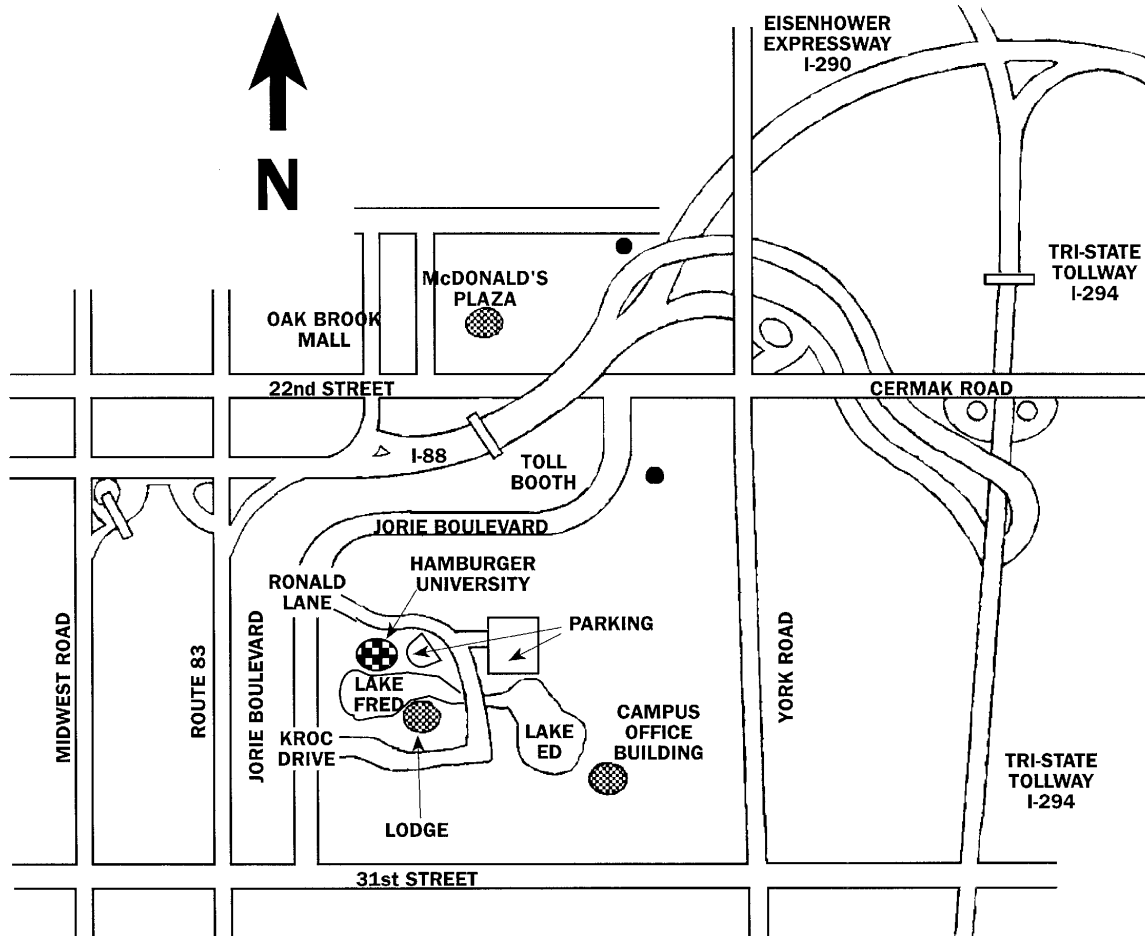 EISENHOWER
EXPRESSWAY
I-290
N
TRI-STATE
TOLLWAY
I-294
McDONALD'S
PLAZA
OAK BROOK
MALL
22nd STREET
CERMAK ROAD
I-88
TOLL
BOOTH
JORIE BOULEVARD
HAMBURGER
UNIVERSITY
RONALD
LANE
PARKING
MIDWEST ROAD
ROUTE 83
JORIE BOULEVARD
LAKE
FRED
KROC
DRIVE
LAKE
ED
CAMPUS
OFFICE
BUILDING
YORK ROAD
TRI-STATE
TOLLWAY
I-294
LODGE
31st STREET